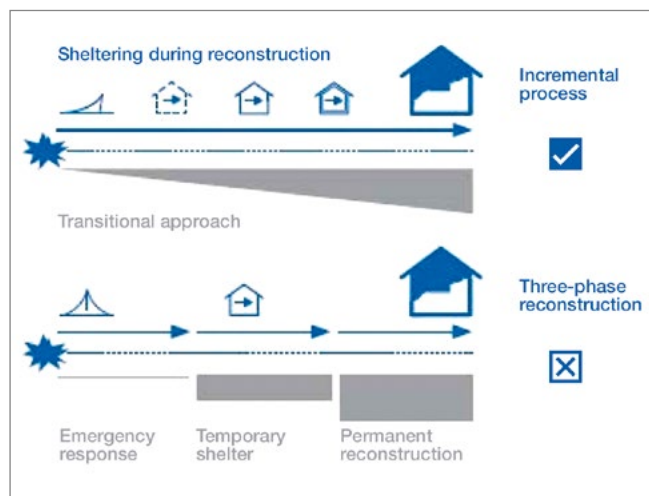 Sheltering during reconstruction
Incremental
process
Transitional approach
Three-phase
reconstruction
Emergency
response
Temporary
shelter
Permanent
reconstruction